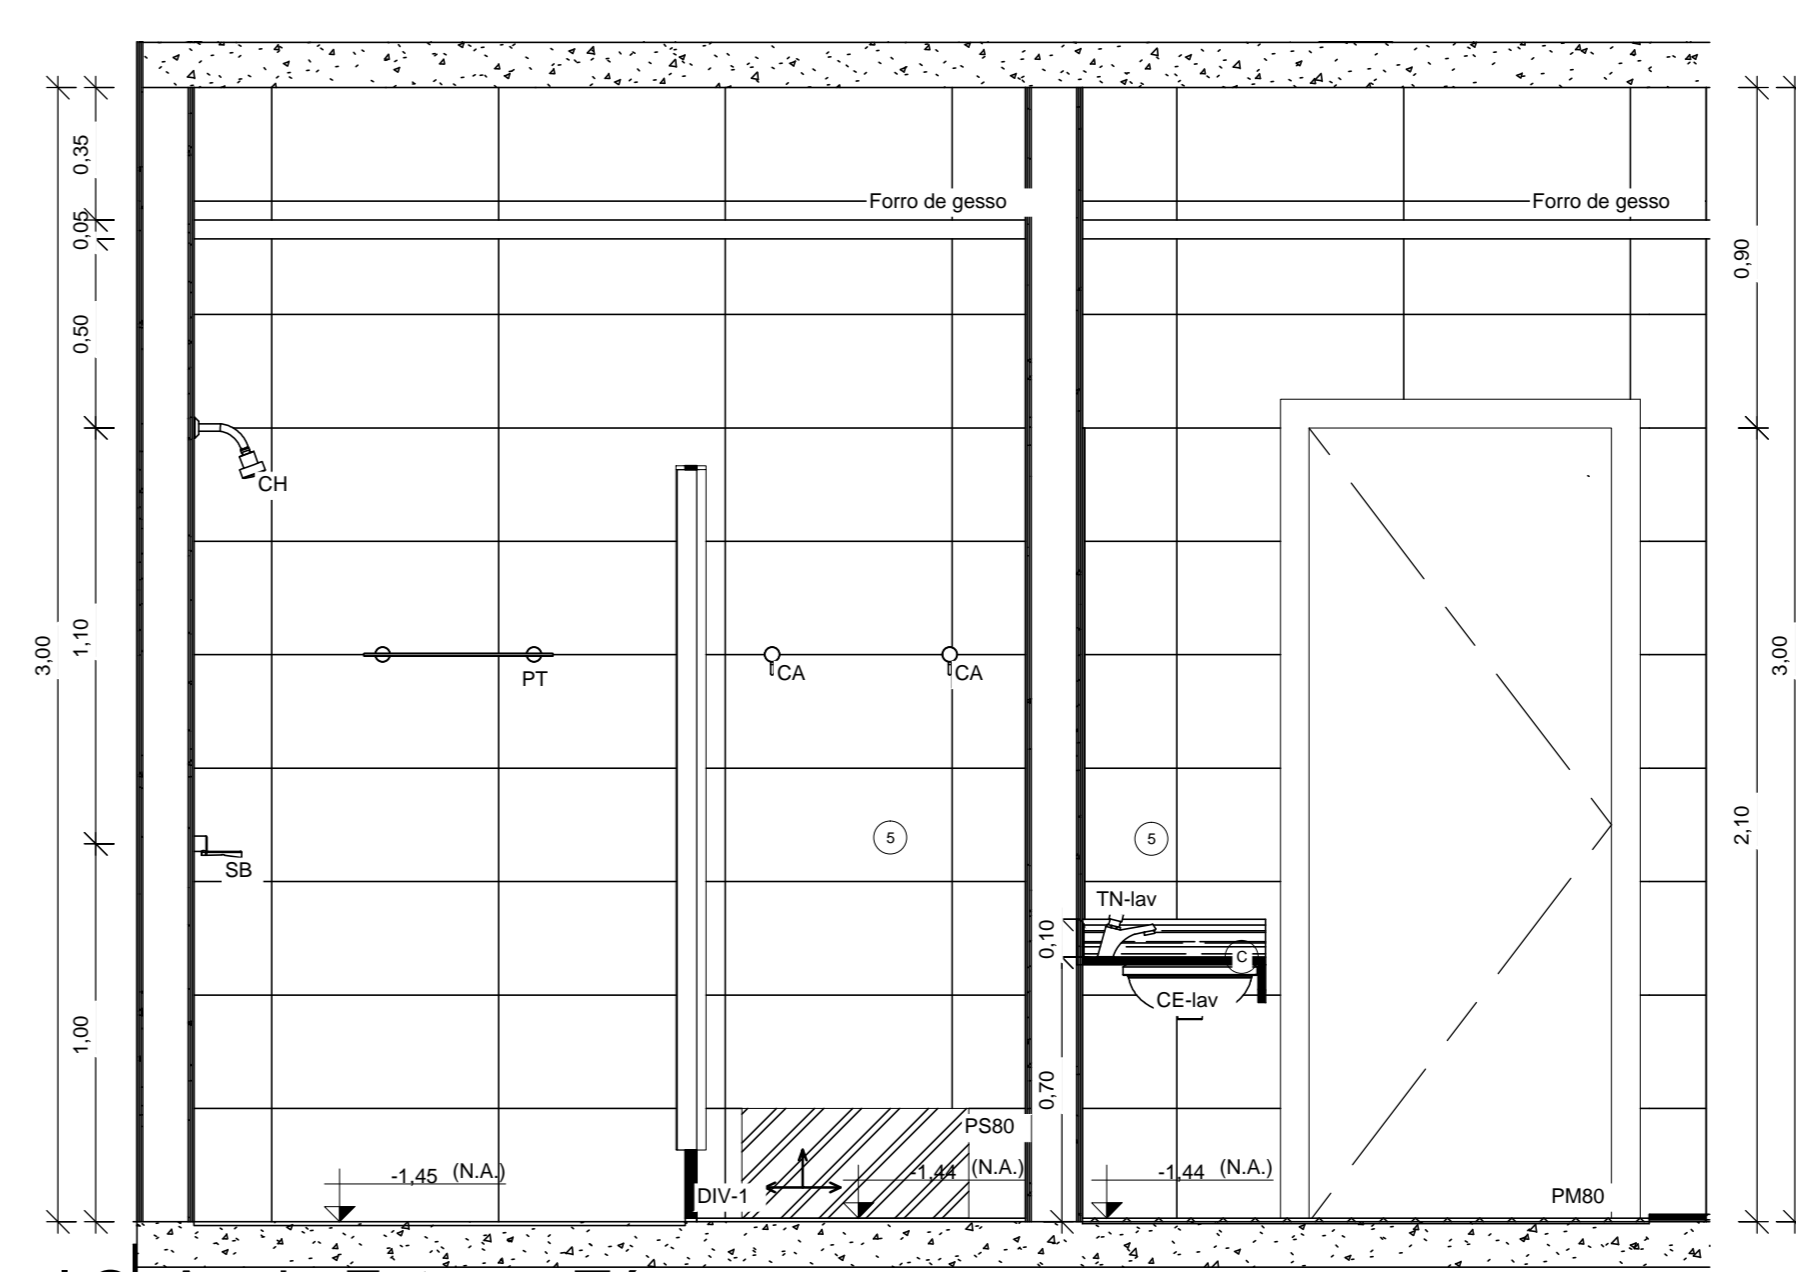 0,35
Forro de gesso
Forro de gesso
0,05
0,90
0,50
CH
3,00
1,10
PT
CA
CA
3,00
5
5
2,10
SB
TN-lav
0,10
C
CE-lav
1,00
0,70
PS80
-1,45 (N.A.)
-1,44 (N.A.)
-1,44 (N.A.)
DIV-1
PM80